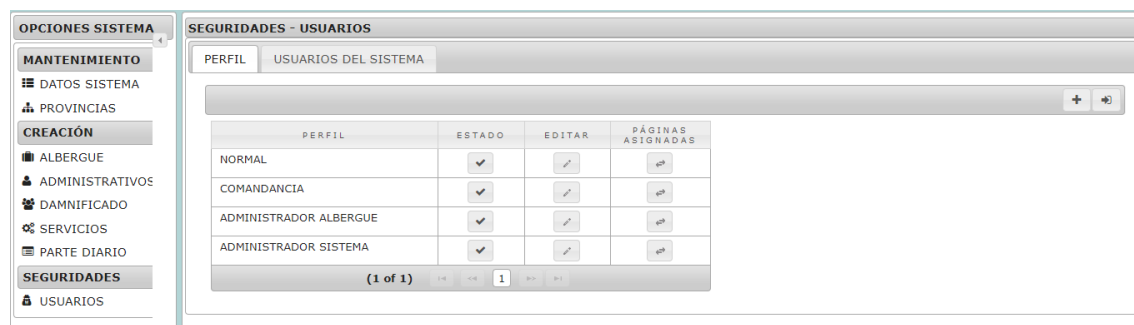 OPCIONES SISTEMA
MANTENIMIENTO
DATOS SISTEMA
PROVINCIAS
CREACIÓN
ALBERGUE
ADMINISTRATIVOS
DAMNIFICADO
SERVICIOS
PARTE DIARIO
SEGURIDADES
USUARIOS
SEGURIDADES - USUARIOS
PERFIL USUARIOS DEL SISTEMA
PERFIL ESTADO EDITAR PÁGINAS ASIGNADAS
NORMAL
COMANDANCIA
ADMINISTRADOR ALBERGUE
ADMINISTRADOR SISTEMA
(1 of 1) 1